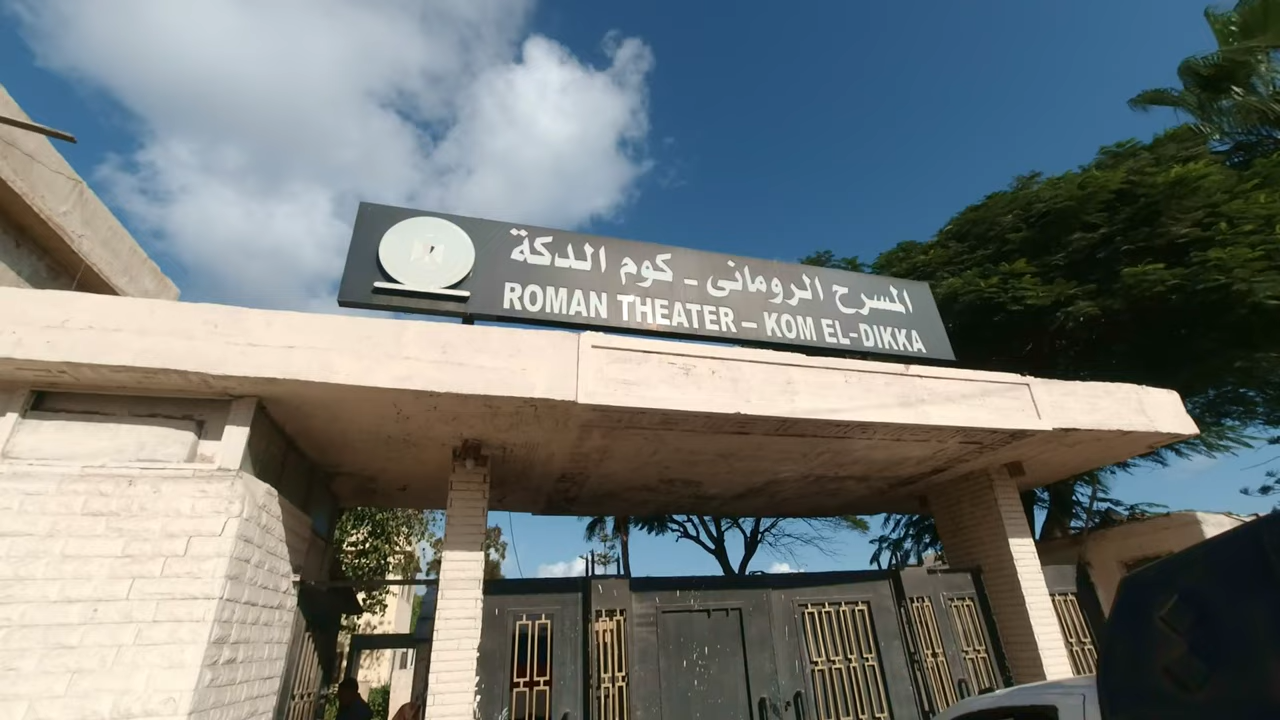 المسرح الرومانى - كوم الدكة
ROMAN THEATER – KOM EL-DIKKA